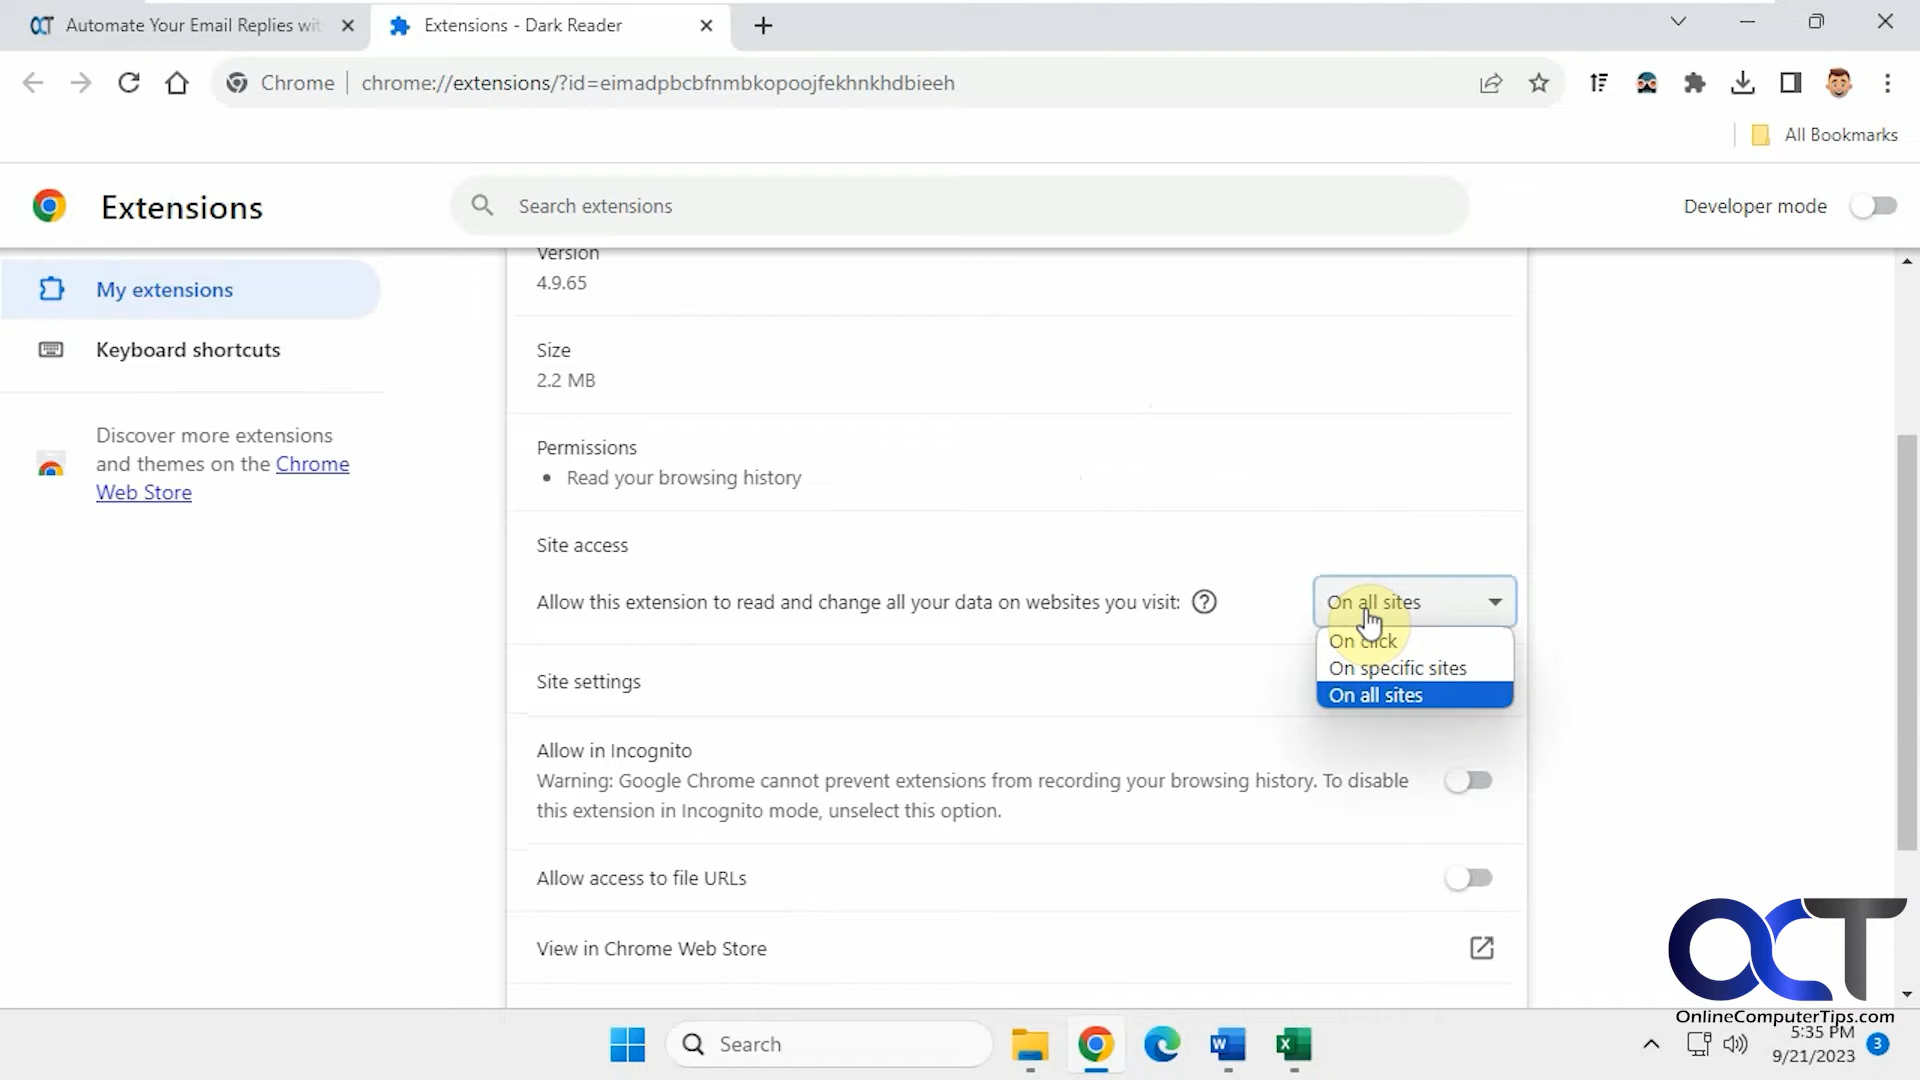 Automate Your Email Replies wit
Extensions - Dark Reader
Chrome
chrome://extensions/?id=eimadpbcbfnmbkopoojfekhnkhdbieeh
All Bookmarks
Extensions
Search extensions
Developer mode
My extensions
Keyboard shortcuts
Discover more extensions
and themes on the Chrome
Web Store
Version
4.9.65
Size
2.2 MB
Permissions
• Read your browsing history
Site access
Allow this extension to read and change all your data on websites you visit:
On all sites
On click
On specific sites
On all sites
Site settings
Allow in Incognito
Warning: Google Chrome cannot prevent extensions from recording your browsing history. To disable
this extension in Incognito mode, unselect this option.
Allow access to file URLs
View in Chrome Web Store
OCT
OnlineComputerTips.com
Search
5:35 PM
9/21/2023
3